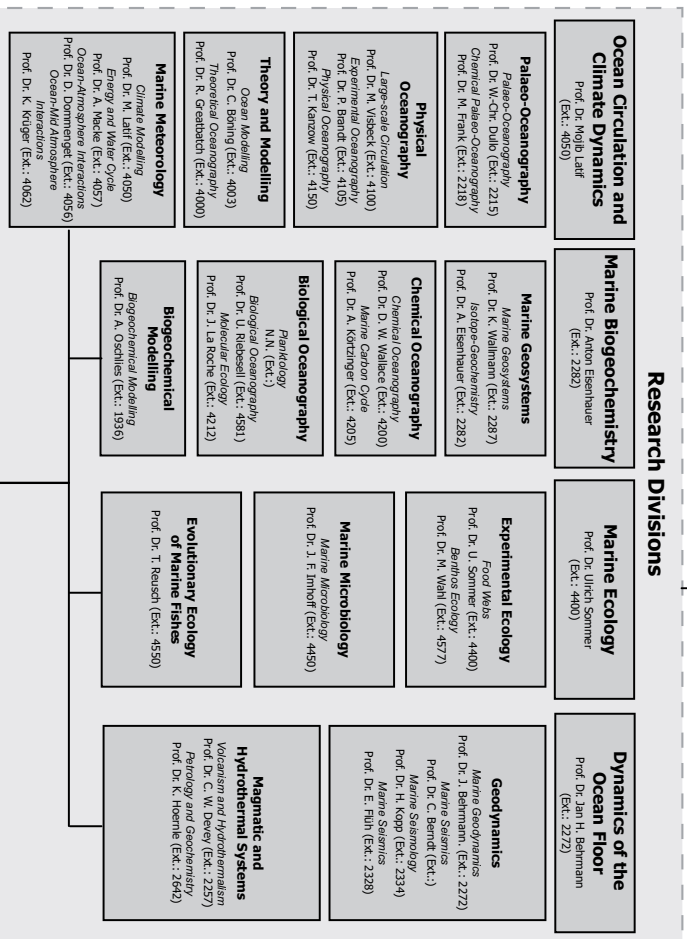 Research Divisions
Ocean Circulation and
Climate Dynamics
Prof. Dr. Mojib Latif
(Ext.: 4050)
Palaeo-Oceanography
Palaeo-Oceanography
Prof. Dr. W.-Chr. Dullo (Ext.: 2215)
Chemical Palaeo-Oceanography
Prof. Dr. M. Frank (Ext.: 2218)
Physical
Oceanography
Large-scale Circulation
Prof. Dr. M. Visbeck (Ext.: 4100)
Experimental Oceanography
Prof. Dr. P. Brandt (Ext.: 4105)
Physical Oceanography
Prof. Dr. T. Kanzow (Ext.: 4150)
Theory and Modelling
Ocean Modelling
Prof. Dr. C. Böning (Ext.: 4003)
Theoretical Oceanography
Prof. Dr. R. Greatbatch (Ext.: 4000)
Marine Meteorology
Climate Modelling
Prof. Dr. M. Latif (Ext.: 4050)
Energy and Water Cycle
Prof. Dr. A. Macke (Ext.: 4057)
Ocean-Atmosphere Interactions
Prof. Dr. D. Dommenget (Ext.: 4056)
Ocean-Mid Atmosphere
Interactions
Prof. Dr. K. Krüger (Ext.: 4062)
Marine Biogeochemistry
Prof. Dr. Anton Eisenhauer
(Ext.: 2282)
Marine Geosystems
Marine Geosystems
Prof. Dr. K. Wallmann (Ext.: 2287)
Isotope-Geochemistry
Prof. Dr. A. Eisenhauer (Ext.: 2282)
Chemical Oceanography
Chemical Oceanography
Prof. Dr. D. W. Wallace (Ext.: 4200)
Marine Carbon Cycle
Prof. Dr. A. Körtzinger (Ext.: 4205)
Biological Oceanography
Planktology
N.N. (Ext.:)
Biological Oceanography
Prof. Dr. U. Riebesell (Ext.: 4581)
Molecular Ecology
Prof. Dr. J. La Roche (Ext.: 4212)
Biogeochemical
Modelling
Biogeochemical Modelling
Prof. Dr. A. Oschlies (Ext.: 1936)
Marine Ecology
Prof. Dr. Ulrich Sommer
(Ext.: 4400)
Experimental Ecology
Food Webs
Prof. Dr. U. Sommer (Ext.: 4400)
Benthos Ecology
Prof. Dr. M. Wahl (Ext.: 4577)
Marine Microbiology
Marine Microbiology
Prof. Dr. J. F. Imhoff (Ext.: 4450)
Evolutionary Ecology
of Marine Fishes
Prof. Dr. T. Reusch (Ext.: 4550)
Dynamics of the
Ocean Floor
Prof. Dr. Jan H. Behrmann
(Ext.: 2272)
Geodynamics
Marine Geodynamics
Prof. Dr. J. Behrmann. (Ext.: 2272)
Marine Seismics
Prof. Dr. C. Berndt (Ext.:)
Marine Seismology
Prof. Dr. H. Kopp (Ext.: 2334)
Marine Seismics
Prof. Dr. E. Flüh (Ext.: 2328)
Magmatic and
Hydrothermal Systems
Volcanism and Hydrothermalism
Prof. Dr. C. W. Devey (Ext.: 2257)
Petrology and Geochemistry
Prof. Dr. K. Hoernle (Ext.: 2642)